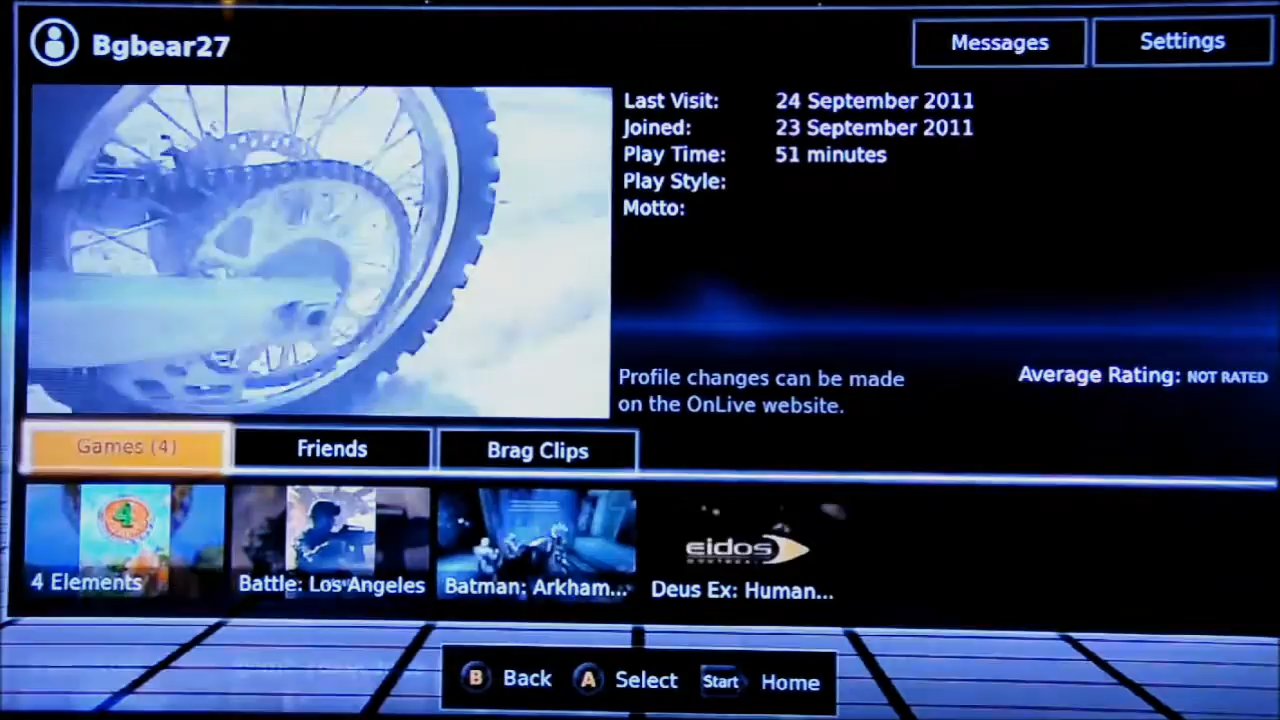 Bgbear27
Messages
Settings
Last Visit: 24 September 2011
Joined: 23 September 2011
Play Time: 51 minutes
Play Style:
Motto:
Profile changes can be made
on the OnLive website.
Average Rating: NOT RATED
Games (4)
Friends
Brag Clips
4
4 Elements
Battle: Los Angeles
Batman: Arkham...
eidos
Deus Ex: Human...
B Back
A Select
Start Home